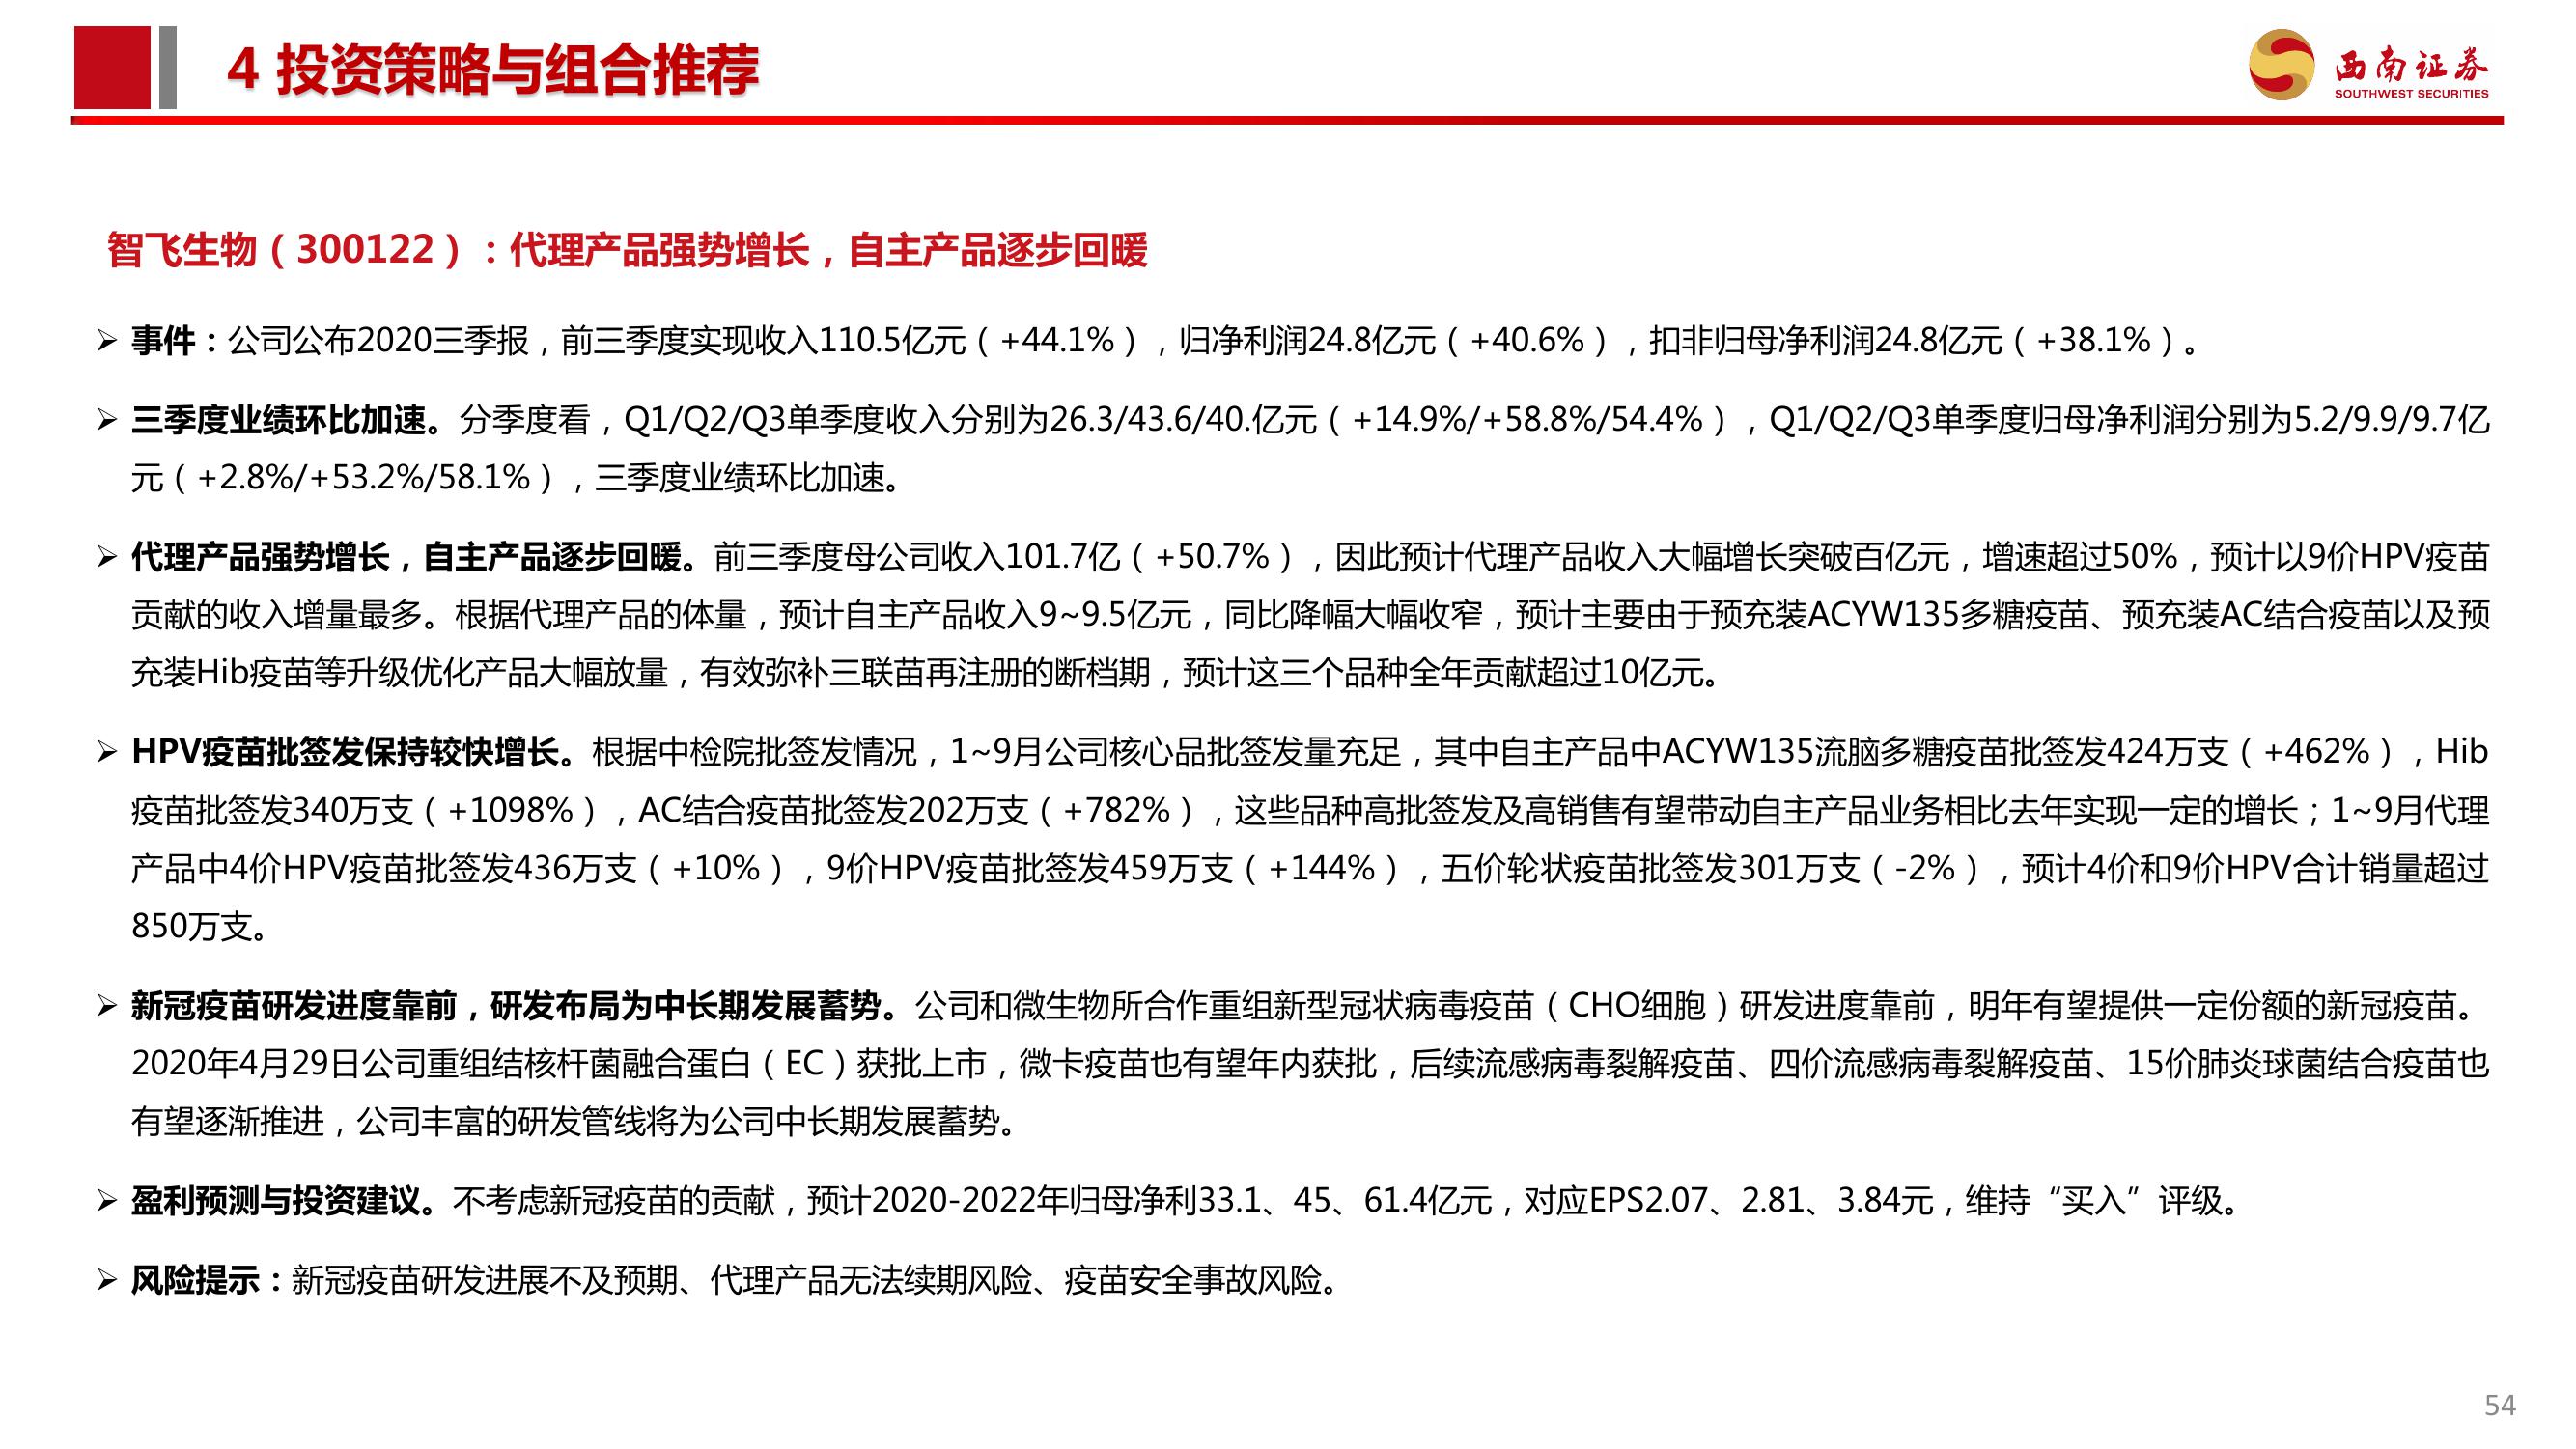 4 投资策略与组合推荐
西南证券
SOUTHWEST SECURITIES
智飞生物（300122）：代理产品强势增长，自主产品逐步回暖
➢ 事件：公司公布2020三季报，前三季度实现收入110.5亿元（+44.1%），归净利润24.8亿元（+40.6%），扣非归母净利润24.8亿元（+38.1%）。
➢ 三季度业绩环比加速。分季度看，Q1/Q2/Q3单季度收入分别为26.3/43.6/40.亿元（+14.9%/+58.8%/54.4%），Q1/Q2/Q3单季度归母净利润分别为5.2/9.9/9.7亿
元（+2.8%/+53.2%/58.1%），三季度业绩环比加速。
➢ 代理产品强势增长，自主产品逐步回暖。前三季度母公司收入101.7亿（+50.7%），因此预计代理产品收入大幅增长突破百亿元，增速超过50%，预计以9价HPV疫苗
贡献的收入增量最多。根据代理产品的体量，预计自主产品收入9~9.5亿元，同比降幅大幅收窄，预计主要由于预充装ACYW135多糖疫苗、预充装AC结合疫苗以及预
充装Hib疫苗等升级优化产品大幅放量，有效弥补三联苗再注册的断档期，预计这三个品种全年贡献超过10亿元。
➢ HPV疫苗批签发保持较快增长。根据中检院批签发情况，1~9月公司核心品批签发量充足，其中自主产品中ACYW135流脑多糖疫苗批签发424万支（+462%），Hib
疫苗批签发340万支（+1098%），AC结合疫苗批签发202万支（+782%），这些品种高批签发及高销售有望带动自主产品业务相比去年实现一定的增长；1~9月代理
产品中4价HPV疫苗批签发436万支（+10%），9价HPV疫苗批签发459万支（+144%），五价轮状疫苗批签发301万支（-2%），预计4价和9价HPV合计销量超过
850万支。
➢ 新冠疫苗研发进度靠前，研发布局为中长期发展蓄势。公司和微生物所合作重组新型冠状病毒疫苗（CHO细胞）研发进度靠前，明年有望提供一定份额的新冠疫苗。
2020年4月29日公司重组结核杆菌融合蛋白（EC）获批上市，微卡疫苗也有望年内获批，后续流感病毒裂解疫苗、四价流感病毒裂解疫苗、15价肺炎球菌结合疫苗也
有望逐渐推进，公司丰富的研发管线将为公司中长期发展蓄势。
➢ 盈利预测与投资建议。不考虑新冠疫苗的贡献，预计2020-2022年归母净利33.1、45、61.4亿元，对应EPS2.07、2.81、3.84元，维持“买入”评级。
➢ 风险提示：新冠疫苗研发进展不及预期、代理产品无法续期风险、疫苗安全事故风险。
54